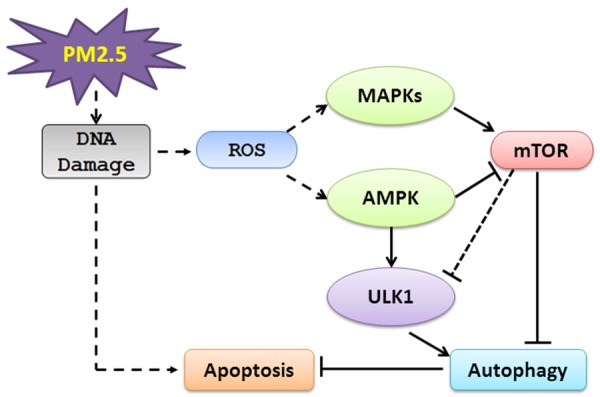 PM2.5
DNA
Damage
ROS
MAPKs
mTOR
AMPK
ULK1
Apoptosis
Autophagy